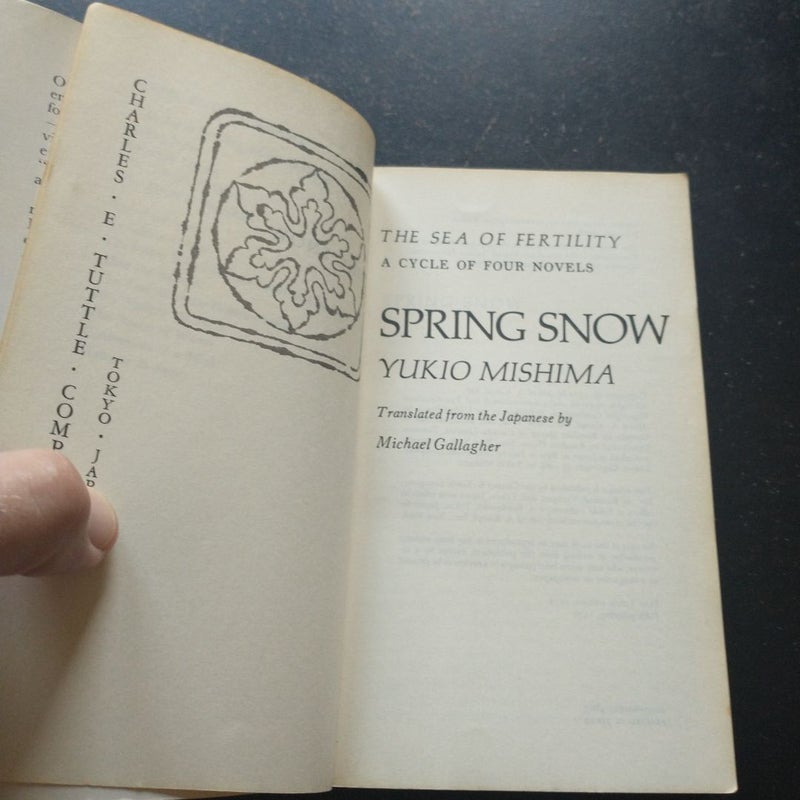 CHARLES · E · TUTTLE · COMP
TOKYO · JAP
THE SEA OF FERTILITY
A CYCLE OF FOUR NOVELS
SPRING SNOW
YUKIO MISHIMA
Translated from the Japanese by
Michael Gallagher